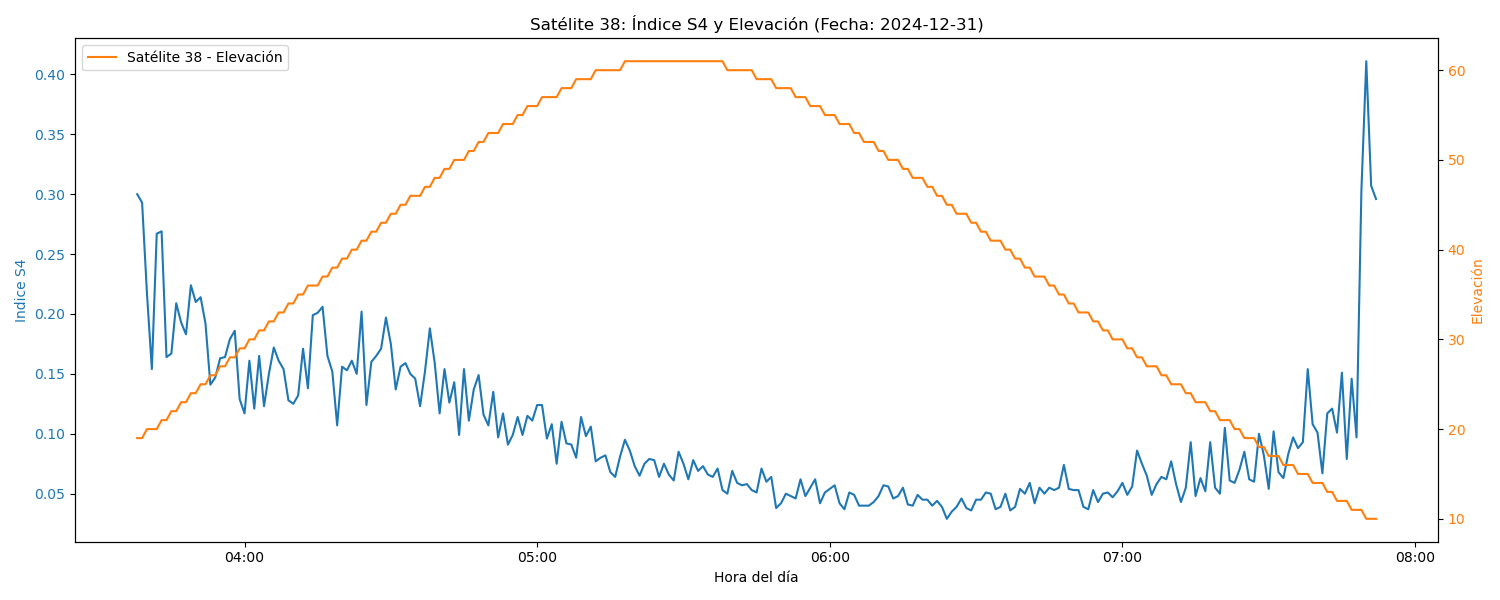 Satélite 38: Índice S4 y Elevación (Fecha: 2024-12-31)
Satélite 38 - Elevación
0.40
0.35
0.30
0.25
0.20
0.15
0.10
0.05
Indice S4
60
50
40
30
20
10
Elevación
04:00 05:00 06:00 07:00 08:00
Hora del día